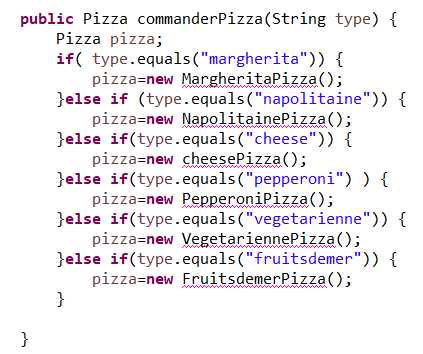 public Pizza commanderPizza(String type) {
    Pizza pizza;
    if( type.equals("margherita")) {
        pizza=new MargheritaPizza();
    }else if (type.equals("napolitaine")) {
        pizza=new NapolitainePizza();
    }else if(type.equals("cheese")) {
        pizza=new cheesePizza();
    }else if(type.equals("pepperoni") ) {
        pizza=new PepperoniPizza();
    }else if(type.equals("vegetarienne")) {
        pizza=new VegetariennePizza();
    }else if(type.equals("fruitsdemer")) {
        pizza=new FruitsdemerPizza();
    }
}